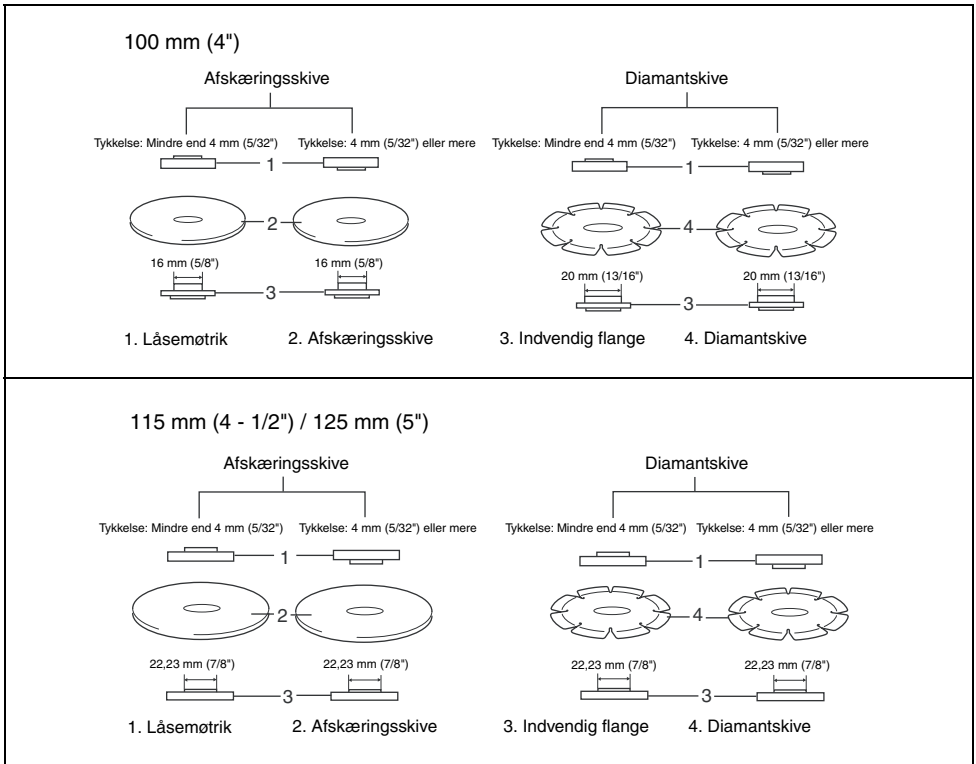 100 mm (4")
Afskæringsskive Diamantskive
Tykkelse: Mindre end 4 mm (5/32") Tykkelse: 4 mm (5/32") eller mere Tykkelse: Mindre end 4 mm (5/32") Tykkelse: 4 mm (5/32") eller mere
1 1
2 4
16 mm (5/8") 16 mm (5/8") 20 mm (13/16") 20 mm (13/16")
3 3
1. Låsemøtrik 2. Afskæringsskive 3. Indvendig flange 4. Diamantskive
115 mm (4 - 1/2") / 125 mm (5")
Afskæringsskive Diamantskive
Tykkelse: Mindre end 4 mm (5/32") Tykkelse: 4 mm (5/32") eller mere Tykkelse: Mindre end 4 mm (5/32") Tykkelse: 4 mm (5/32") eller mere
1 1
2 4
22,23 mm (7/8") 22,23 mm (7/8") 22,23 mm (7/8") 22,23 mm (7/8")
3 3
1. Låsemøtrik 2. Afskæringsskive 3. Indvendig flange 4. Diamantskive